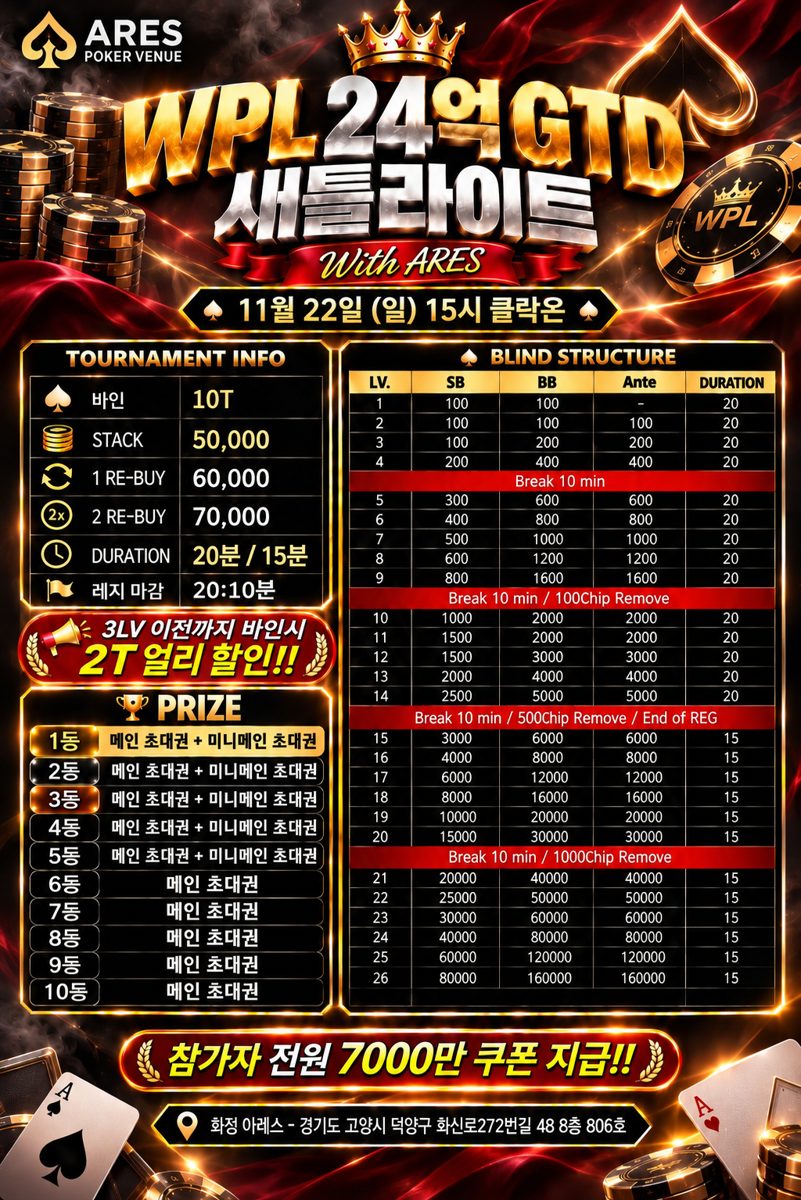 ARES
POKER VENUE
WPL 24억 GTD
새틀라이트
With ARES
WPL
11월 22일 (일) 15시 클락온
TOURNAMENT INFO
바인 10T
STACK 50,000
1 RE-BUY 60,000
2x 2 RE-BUY 70,000
DURATION 20분 / 15분
레지 마감 20:10분
3LV 이전까지 바인시
2T 얼리 할인!!
PRIZE
1동 메인 초대권 + 미니메인 초대권
2동 메인 초대권 + 미니메인 초대권
3동 메인 초대권 + 미니메인 초대권
4동 메인 초대권 + 미니메인 초대권
5동 메인 초대권 + 미니메인 초대권
6동 메인 초대권
7동 메인 초대권
8동 메인 초대권
9동 메인 초대권
10동 메인 초대권
BLIND STRUCTURE
LV. SB BB Ante DURATION
1 100 100 - 20
2 100 100 100 20
3 100 200 200 20
4 200 400 400 20
Break 10 min
5 300 600 600 20
6 400 800 800 20
7 500 1000 1000 20
8 600 1200 1200 20
9 800 1600 1600 20
Break 10 min / 100Chip Remove
10 1000 2000 2000 20
11 1500 2000 2000 20
12 1500 3000 3000 20
13 2000 4000 4000 20
14 2500 5000 5000 20
Break 10 min / 500Chip Remove / End of REG
15 3000 6000 6000 15
16 4000 8000 8000 15
17 6000 12000 12000 15
18 8000 16000 16000 15
19 10000 20000 20000 15
20 15000 30000 30000 15
Break 10 min / 1000Chip Remove
21 20000 40000 40000 15
22 25000 50000 50000 15
23 30000 60000 60000 15
24 40000 80000 80000 15
25 60000 120000 120000 15
26 80000 160000 160000 15
참가자 전원 7000만 쿠폰 지급!!
화정 아레스 - 경기도 고양시 덕양구 화신로272번길 48 8층 806호
A
A